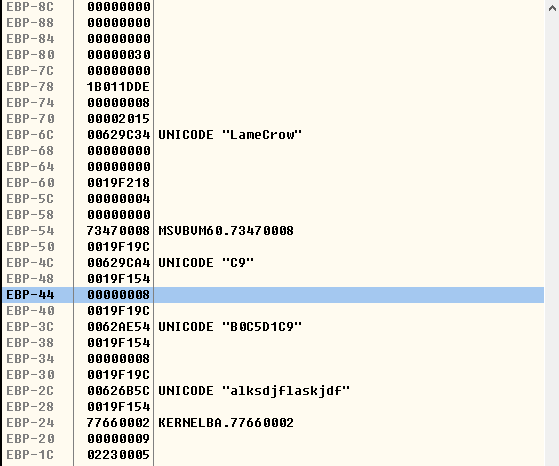 EBP-8C 00000000
EBP-88 00000000
EBP-84 00000000
EBP-80 00000030
EBP-7C 00000000
EBP-78 1B011DDE
EBP-74 00000008
EBP-70 00002015
EBP-6C 00629C34 UNICODE "LameCrow"
EBP-68 00000000
EBP-64 00000000
EBP-60 0019F218
EBP-5C 00000004
EBP-58 00000000
EBP-54 73470008 MSVBVM60.73470008
EBP-50 0019F19C
EBP-4C 00629CA4 UNICODE "C9"
EBP-48 0019F154
EBP-44 00000008
EBP-40 0019F19C
EBP-3C 0062AE54 UNICODE "B0C5D1C9"
EBP-38 0019F154
EBP-34 00000008
EBP-30 0019F19C
EBP-2C 00626B5C UNICODE "alksdjflaskjdf"
EBP-28 0019F154
EBP-24 77660002 KERNELBA.77660002
EBP-20 00000009
EBP-1C 02230005